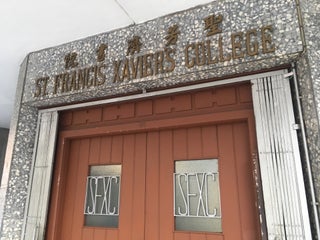 聖芳濟書院
ST. FRANCIS XAVIER'S COLLEGE
SFXC SFXC